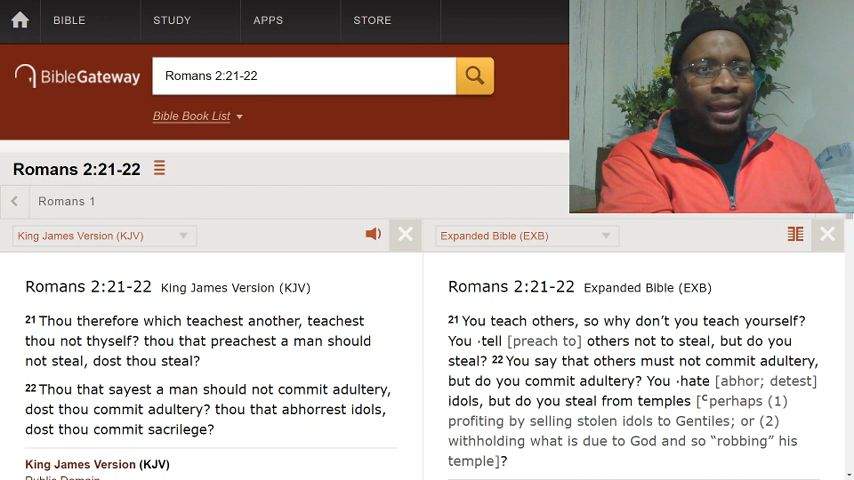 BIBLE STUDY APPS STORE
BibleGateway
Romans 2:21-22
Bible Book List
Romans 2:21-22
Romans 1
King James Version (KJV)
Romans 2:21-22 King James Version (KJV)
21 Thou therefore which teachest another, teachest
thou not thyself? thou that preachest a man should
not steal, dost thou steal?
22 Thou that sayest a man should not commit adultery,
dost thou commit adultery? thou that abhorrest idols,
dost thou commit sacrilege?
King James Version (KJV)
Public Domain
Expanded Bible (EXB)
Romans 2:21-22 Expanded Bible (EXB)
21 You teach others, so why don't you teach yourself?
You ·tell [preach to] others not to steal, but do you
steal? 22 You say that others must not commit adultery,
but do you commit adultery? You ·hate [abhor; detest]
idols, but do you steal from temples [C perhaps (1)
profiting by selling stolen idols to Gentiles; or (2)
withholding what is due to God and so "robbing" his
temple]?